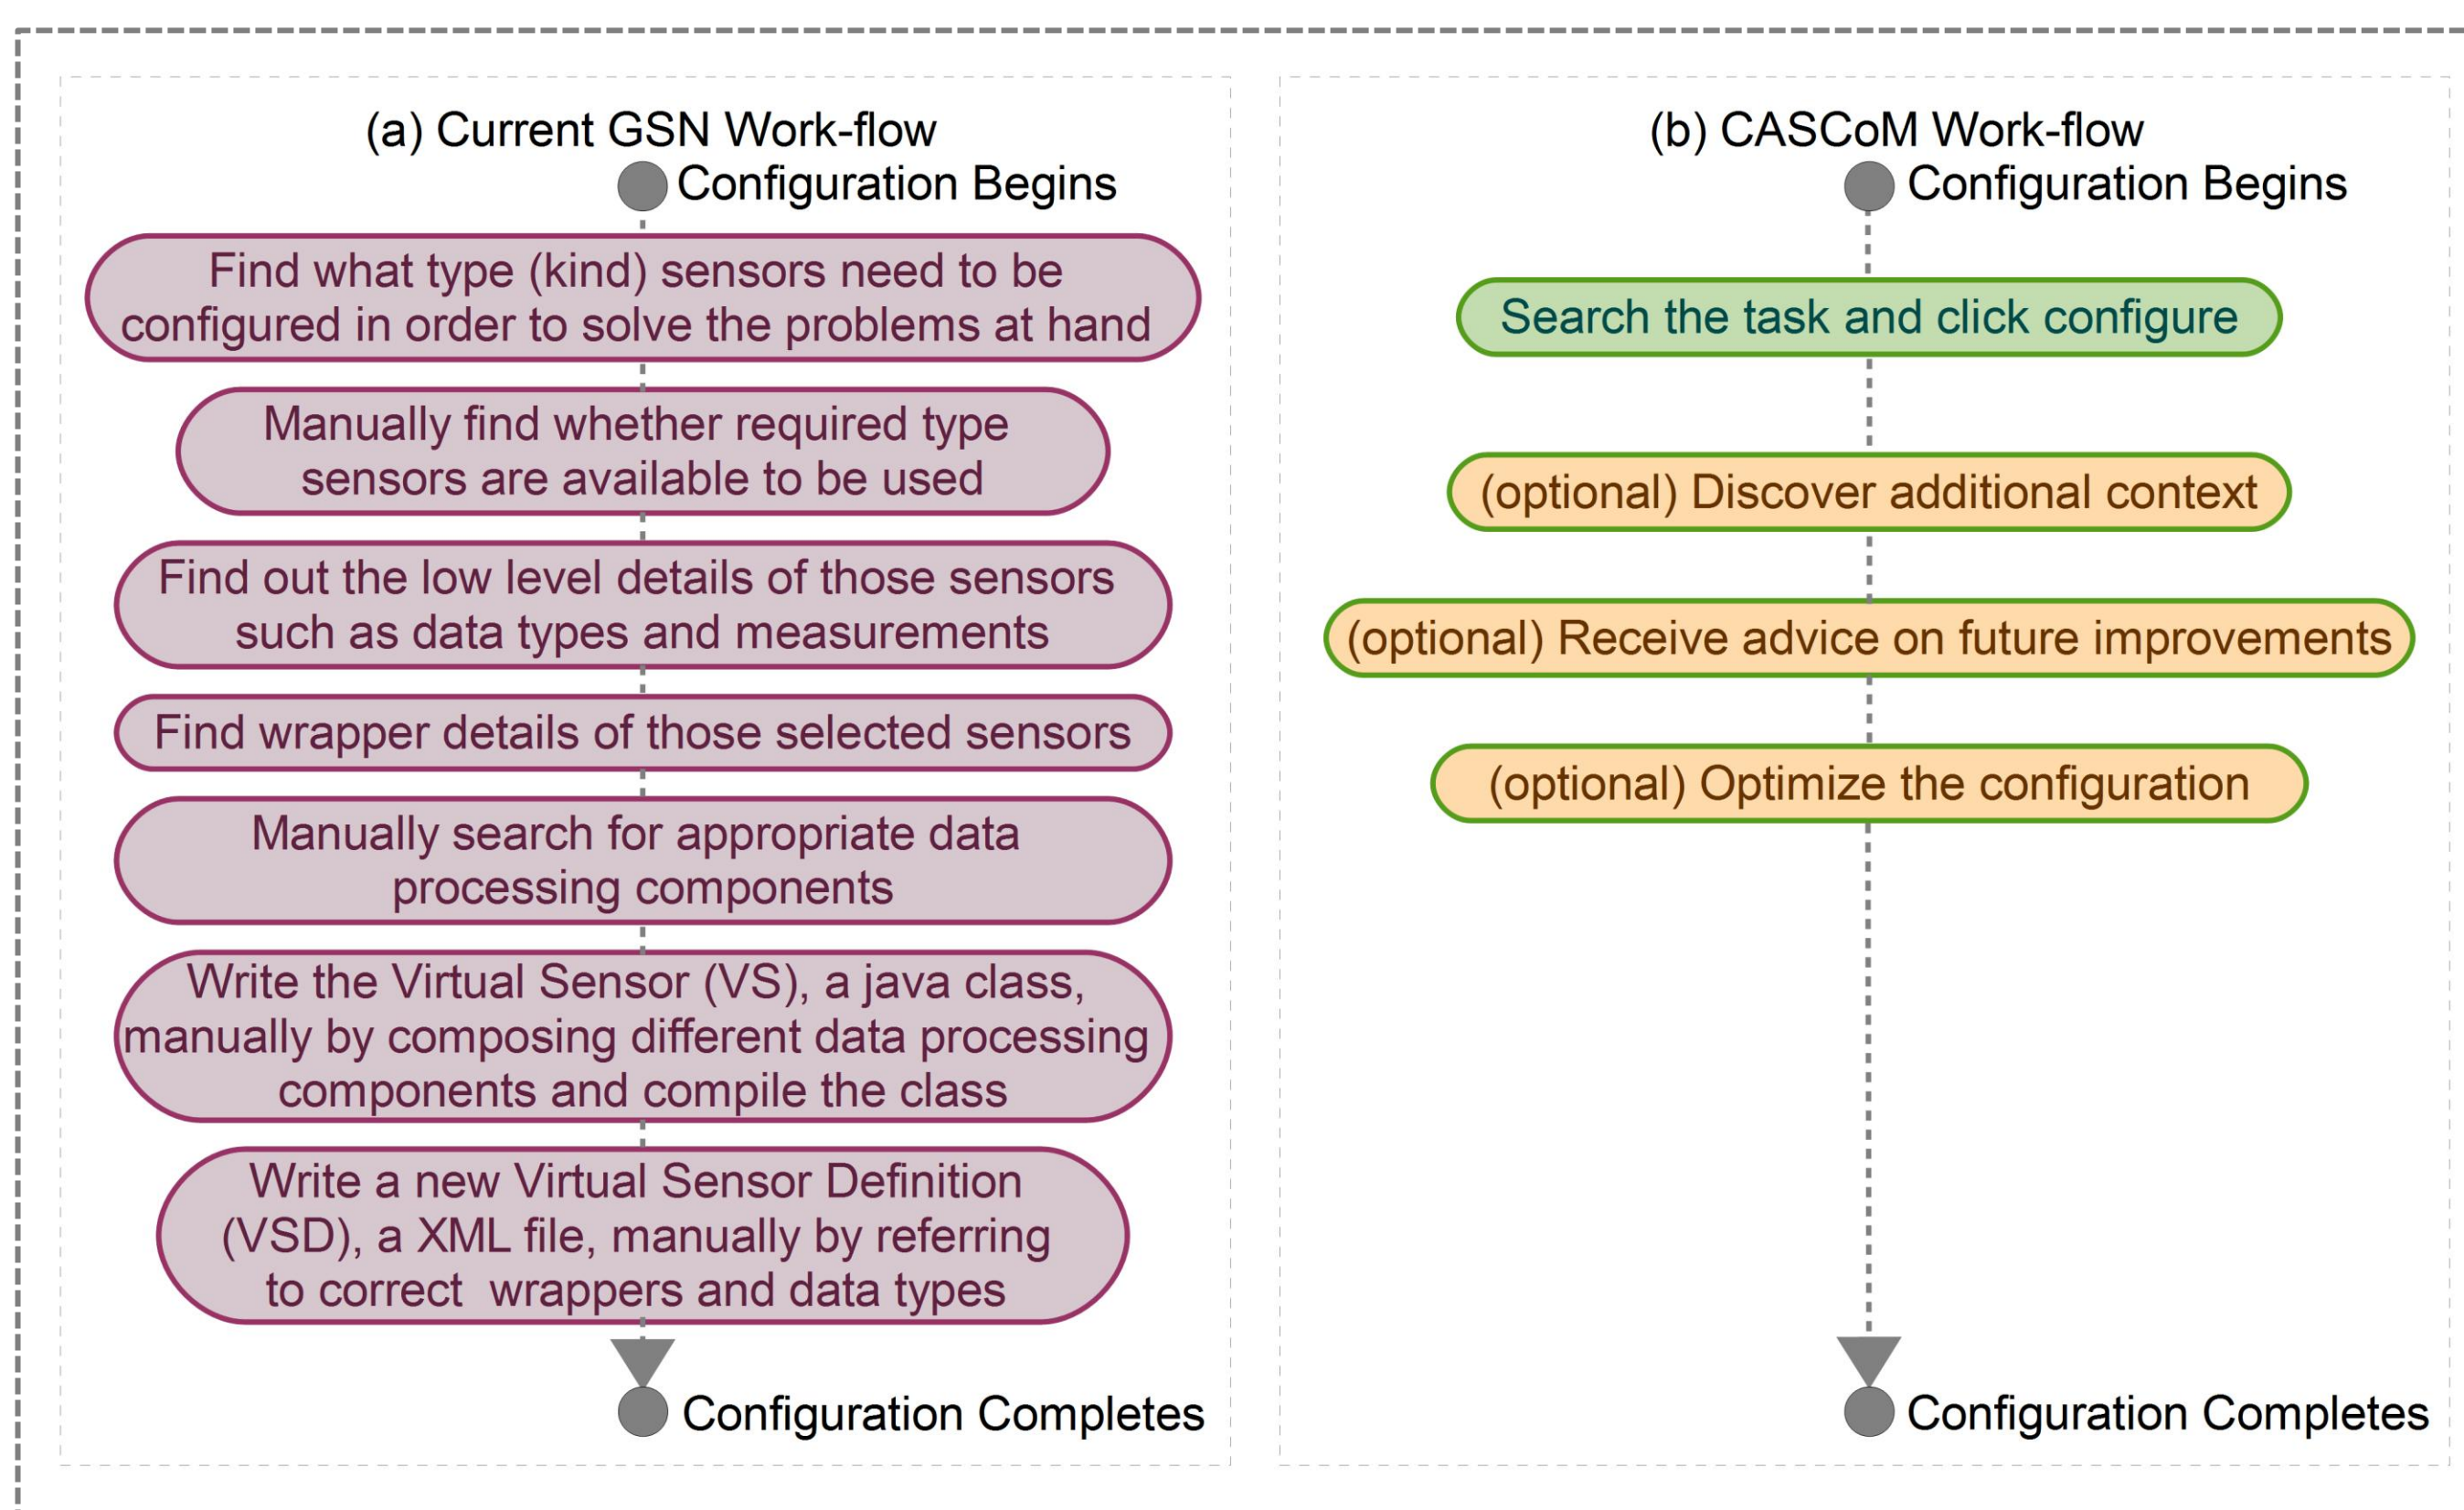 (a) Current GSN Work-flow
Configuration Begins
Find what type (kind) sensors need to be
configured in order to solve the problems at hand
Manually find whether required type
sensors are available to be used
Find out the low level details of those sensors
such as data types and measurements
Find wrapper details of those selected sensors
Manually search for appropriate data
processing components
Write the Virtual Sensor (VS), a java class,
manually by composing different data processing
components and compile the class
Write a new Virtual Sensor Definition
(VSD), a XML file, manually by referring
to correct  wrappers and data types
Configuration Completes
(b) CASCoM Work-flow
Configuration Begins
Search the task and click configure
(optional) Discover additional context
(optional) Receive advice on future improvements
(optional) Optimize the configuration
Configuration Completes